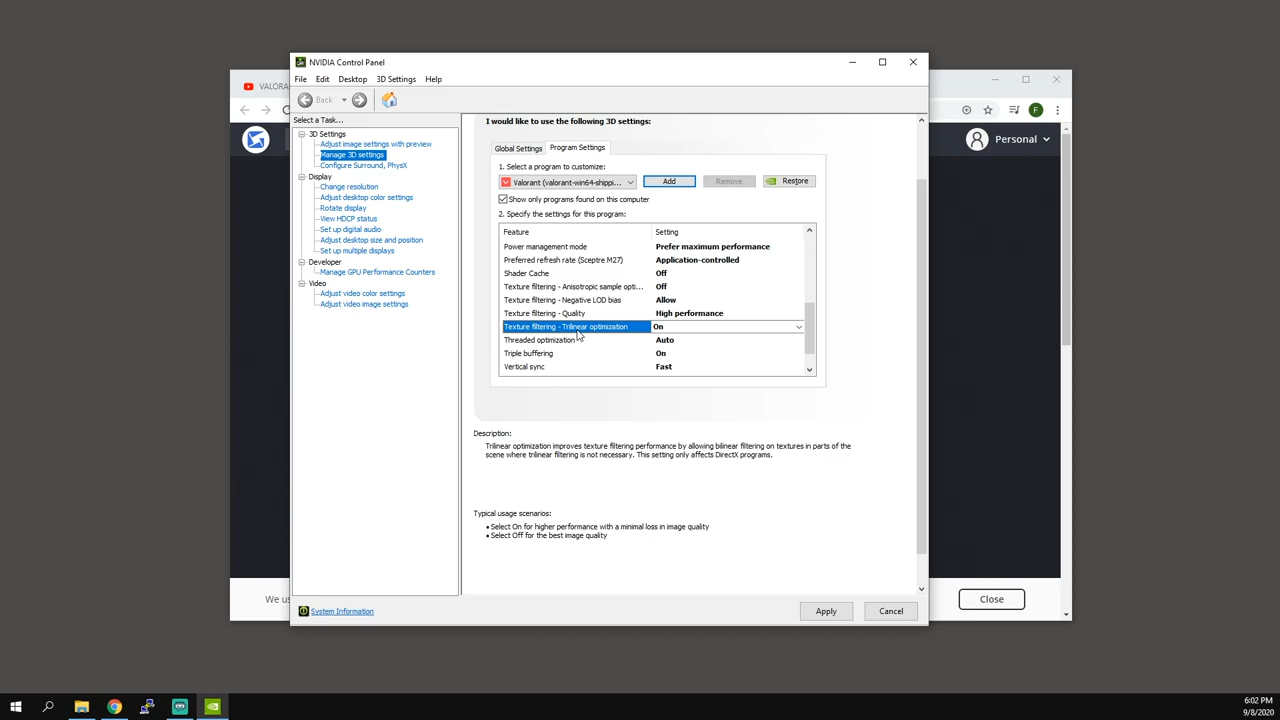 NVIDIA Control Panel
VALORA
File Edit Desktop 3D Settings Help
Back
Personal
Select a Task...
3D Settings
Adjust image settings with preview
Manage 3D settings
Configure Surround, PhysX
Display
Change resolution
Adjust desktop color settings
Rotate display
View HDCP status
Set up digital audio
Adjust desktop size and position
Set up multiple displays
Developer
Manage GPU Performance Counters
Video
Adjust video color settings
Adjust video image settings
I would like to use the following 3D settings:
Global Settings Program Settings
1. Select a program to customize:
Valorant (valorant-win64-shippi... Add Remove Restore
Show only programs found on this computer
2. Specify the settings for this program:
Feature Setting
Power management mode Prefer maximum performance
Preferred refresh rate (Sceptre M27) Application-controlled
Shader Cache Off
Texture filtering - Anisotropic sample opti... Off
Texture filtering - Negative LOD bias Allow
Texture filtering - Quality High performance
Texture filtering - Trilinear optimization On
Threaded optimization Auto
Triple buffering On
Vertical sync Fast
Description:
Trilinear optimization improves texture filtering performance by allowing bilinear filtering on textures in parts of the
scene where trilinear filtering is not necessary. This setting only affects DirectX programs.
Typical usage scenarios:
• Select On for higher performance with a minimal loss in image quality
• Select Off for the best image quality
We us
Close
System Information
Apply Cancel
F
6:02 PM
9/8/2020